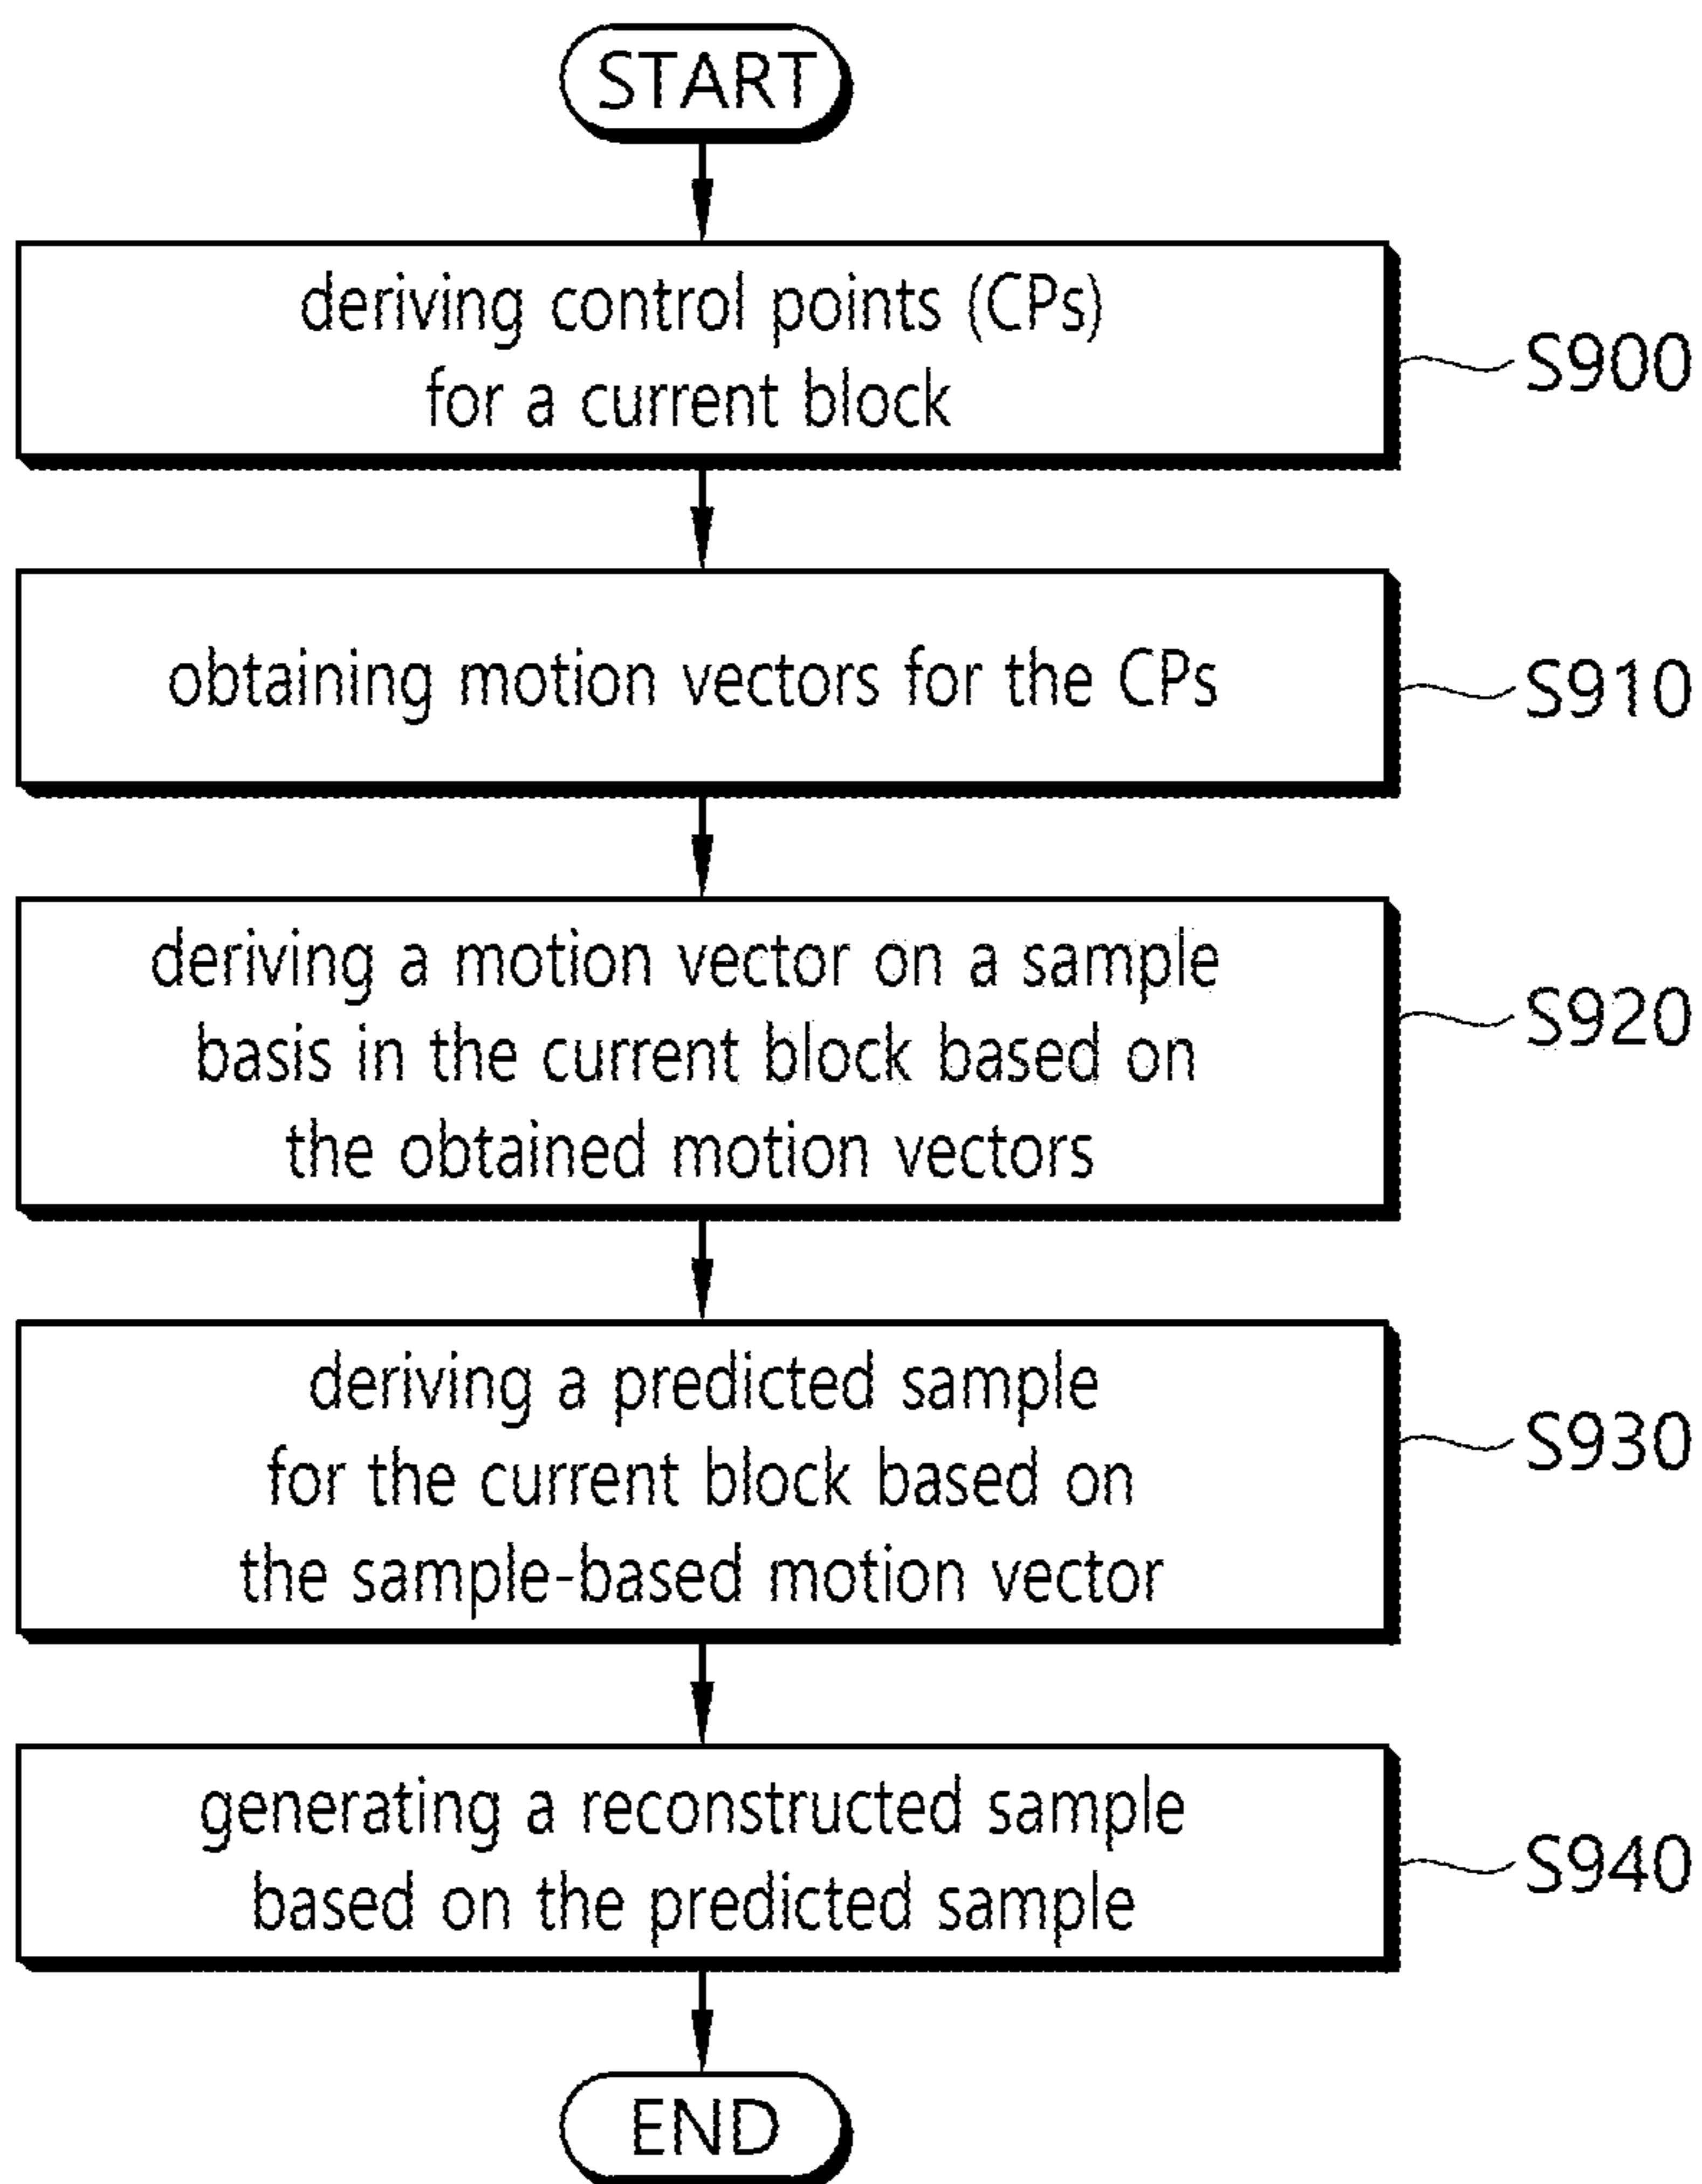 START
deriving control points (CPs)
for a current block
S900
obtaining motion vectors for the CPs
S910
deriving a motion vector on a sample
basis in the current block based on
the obtained motion vectors
S920
deriving a predicted sample
for the current block based on
the sample-based motion vector
S930
generating a reconstructed sample
based on the predicted sample
S940
END